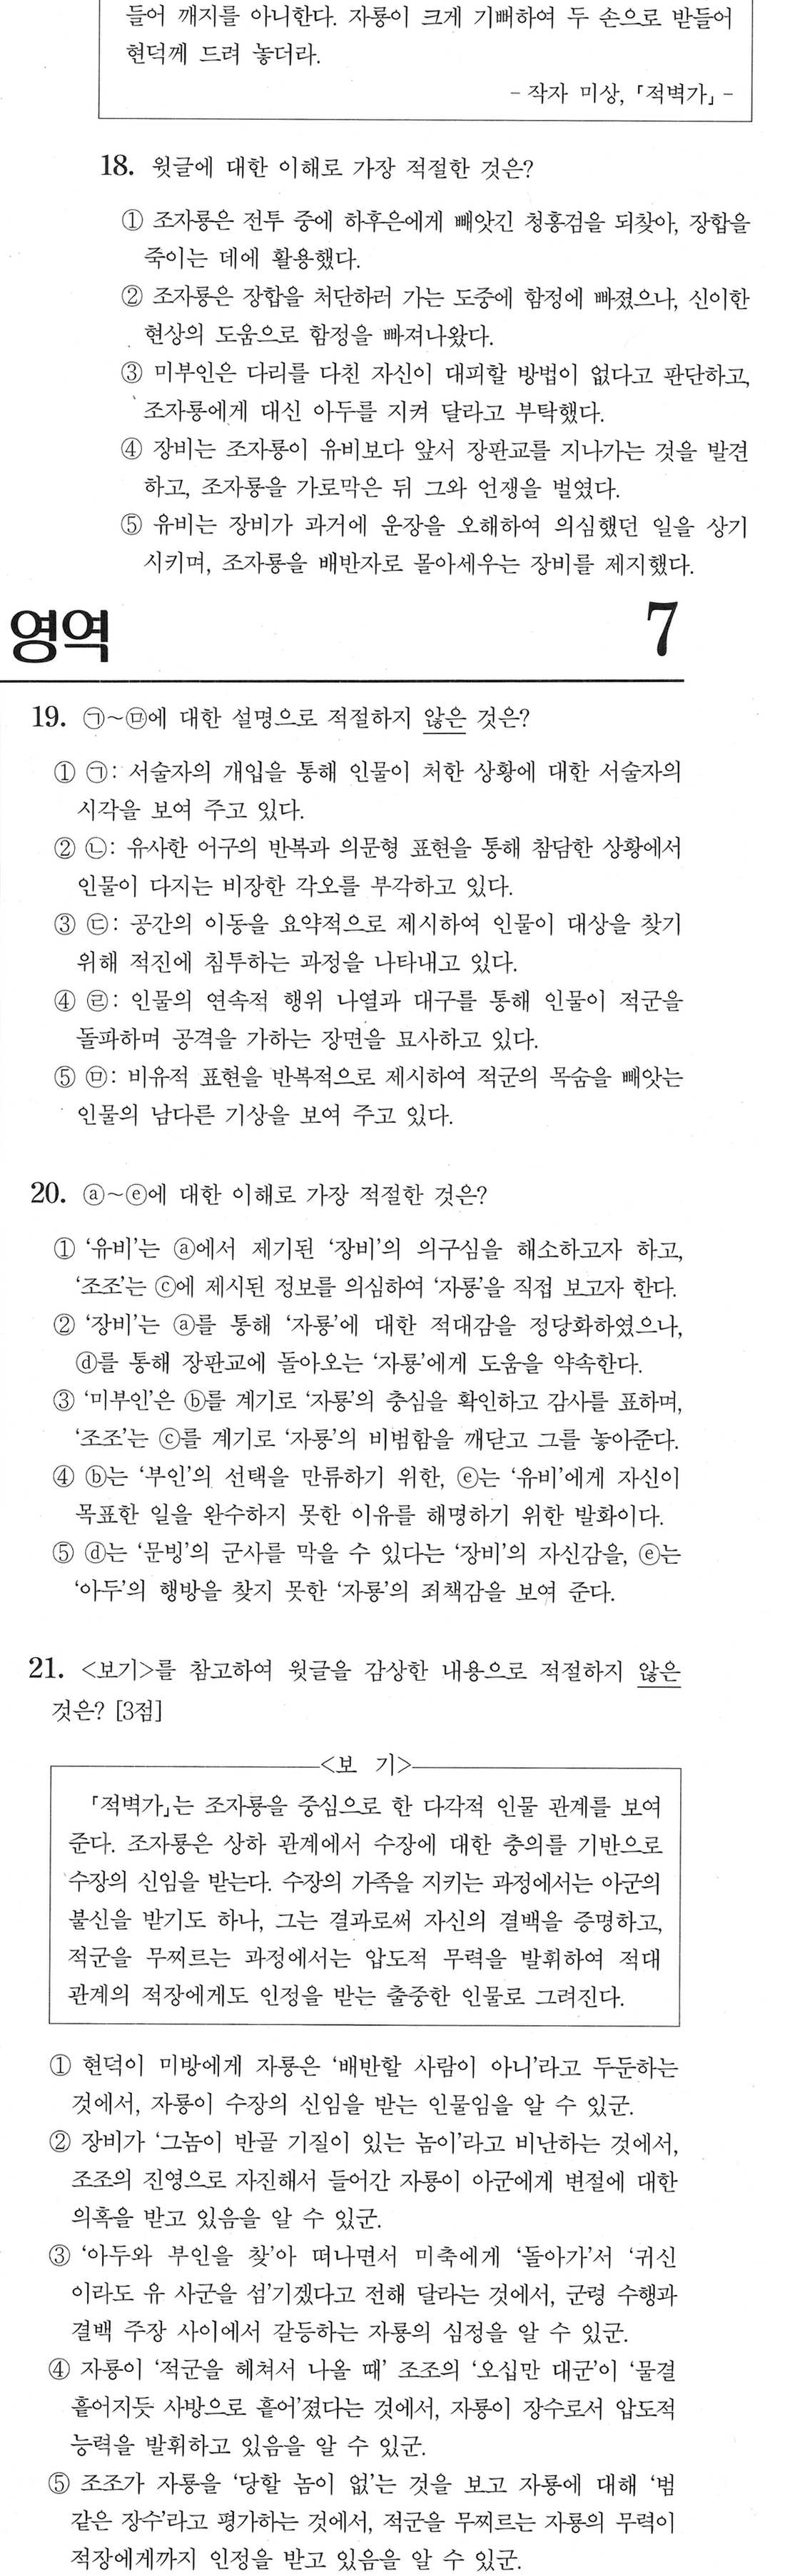 들어 깨지를 아니한다. 자룡이 크게 기뻐하여 두 손으로 받들어
현덕께 드려 놓더라.
- 작자 미상, 「적벽가」 -
18. 윗글에 대한 이해로 가장 적절한 것은?
① 조자룡은 전투 중에 하후은에게 빼앗긴 청홍검을 되찾아, 장합을
죽이는 데에 활용했다.
② 조자룡은 장합을 처단하러 가는 도중에 함정에 빠졌으나, 신이한
현상의 도움으로 함정을 빠져나왔다.
③ 미부인은 다리를 다친 자신이 대피할 방법이 없다고 판단하고,
조자룡에게 대신 아두를 지켜 달라고 부탁했다.
④ 장비는 조자룡이 유비보다 앞서 장판교를 지나가는 것을 발견
하고, 조자룡을 가로막은 뒤 그와 언쟁을 벌였다.
⑤ 유비는 장비가 과거에 운장을 오해하여 의심했던 일을 상기
시키며, 조자룡을 배반자로 몰아세우는 장비를 제지했다.
영역 7
19. ㉠~㉤에 대한 설명으로 적절하지 않은 것은?
① ㉠: 서술자의 개입을 통해 인물이 처한 상황에 대한 서술자의
시각을 보여 주고 있다.
② ㉡: 유사한 어구의 반복과 의문형 표현을 통해 참담한 상황에서
인물이 다지는 비장한 각오를 부각하고 있다.
③ ㉢: 공간의 이동을 요약적으로 제시하여 인물이 대상을 찾기
위해 적진에 침투하는 과정을 나타내고 있다.
④ ㉣: 인물의 연속적 행위 나열과 대구를 통해 인물이 적군을
돌파하며 공격을 가하는 장면을 묘사하고 있다.
⑤ ㉤: 비유적 표현을 반복적으로 제시하여 적군의 목숨을 빼앗는
인물의 남다른 기상을 보여 주고 있다.
20. ⓐ~ⓔ에 대한 이해로 가장 적절한 것은?
① ‘유비’는 ⓐ에서 제기된 ‘장비’의 의구심을 해소하고자 하고,
‘조조’는 ⓒ에 제시된 정보를 의심하여 ‘자룡’을 직접 보고자 한다.
② ‘장비’는 ⓐ를 통해 ‘자룡’에 대한 적대감을 정당화하였으나,
ⓓ를 통해 장판교에 돌아오는 ‘자룡’에게 도움을 약속한다.
③ ‘미부인’은 ⓑ를 계기로 ‘자룡’의 충심을 확인하고 감사를 표하며,
‘조조’는 ⓒ를 계기로 ‘자룡’의 비범함을 깨닫고 그를 놓아준다.
④ ⓑ는 ‘부인’의 선택을 만류하기 위한, ⓔ는 ‘유비’에게 자신이
목표한 일을 완수하지 못한 이유를 해명하기 위한 발화이다.
⑤ ⓓ는 ‘문빙’의 군사를 막을 수 있다는 ‘장비’의 자신감을, ⓔ는
‘아두’의 행방을 찾지 못한 ‘자룡’의 죄책감을 보여 준다.
21. <보기>를 참고하여 윗글을 감상한 내용으로 적절하지 않은
것은? [3점]
<보 기>
「적벽가」는 조자룡을 중심으로 한 다각적 인물 관계를 보여
준다. 조자룡은 상하 관계에서 수장에 대한 충의를 기반으로
수장의 신임을 받는다. 수장의 가족을 지키는 과정에서는 아군의
불신을 받기도 하나, 그는 결과로써 자신의 결백을 증명하고,
적군을 무찌르는 과정에서는 압도적 무력을 발휘하여 적대
관계의 적장에게도 인정을 받는 출중한 인물로 그려진다.
① 현덕이 미방에게 자룡은 ‘배반할 사람이 아니’라고 두둔하는
것에서, 자룡이 수장의 신임을 받는 인물임을 알 수 있군.
② 장비가 ‘그놈이 반골 기질이 있는 놈이’라고 비난하는 것에서,
조조의 진영으로 자진해서 들어간 자룡이 아군에게 변절에 대한
의혹을 받고 있음을 알 수 있군.
③ ‘아두와 부인을 찾’아 떠나면서 미축에게 ‘돌아가’서 ‘귀신
이라도 유 사군을 섬’기겠다고 전해 달라는 것에서, 군령 수행과
결백 주장 사이에서 갈등하는 자룡의 심정을 알 수 있군.
④ 자룡이 ‘적군을 헤쳐서 나올 때’ 조조의 ‘오십만 대군’이 ‘물결
흩어지듯 사방으로 흩어’졌다는 것에서, 자룡이 장수로서 압도적
능력을 발휘하고 있음을 알 수 있군.
⑤ 조조가 자룡을 ‘당할 놈이 없’는 것을 보고 자룡에 대해 ‘범
같은 장수’라고 평가하는 것에서, 적군을 무찌르는 자룡의 무력이
적장에게까지 인정을 받고 있음을 알 수 있군.